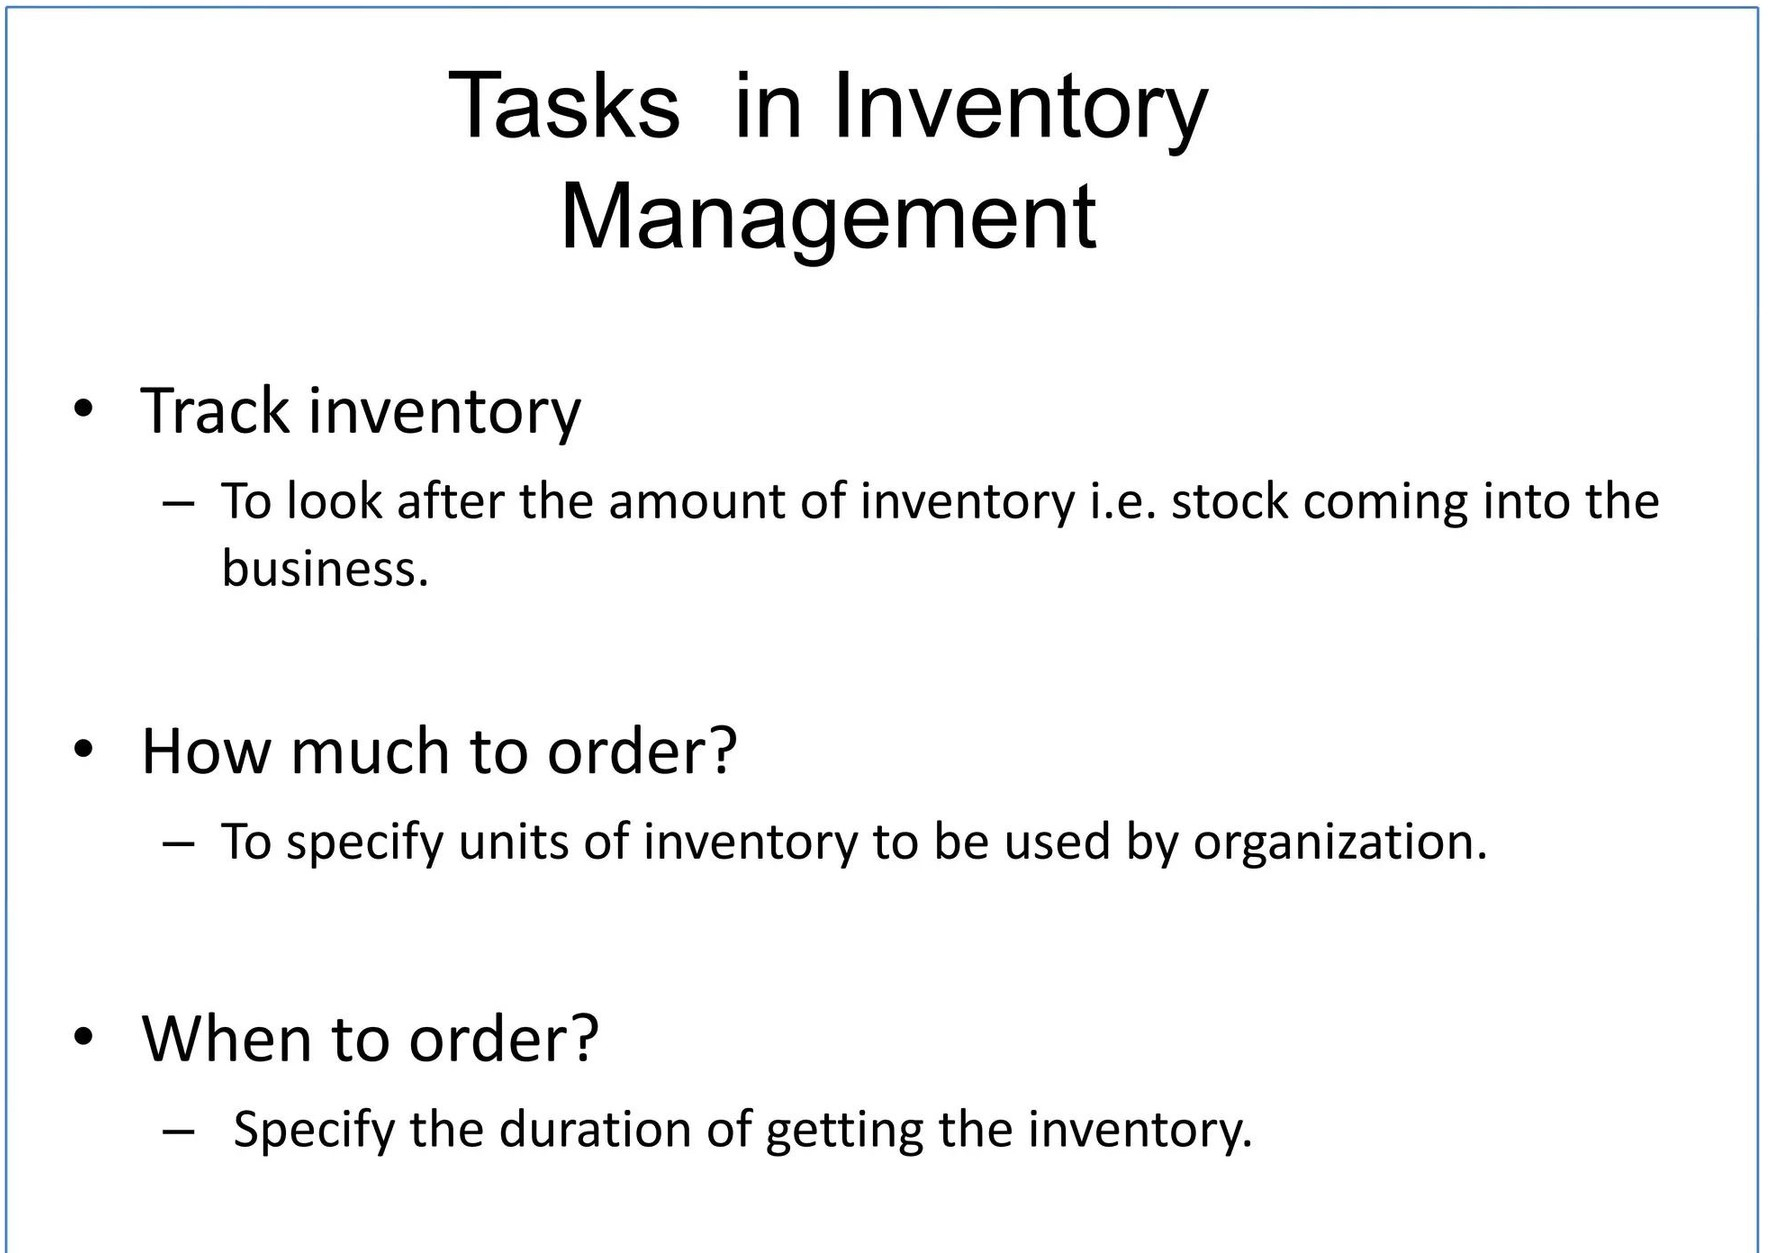 Tasks  in Inventory
Management
• Track inventory
– To look after the amount of inventory i.e. stock coming into the
business.
• How much to order?
– To specify units of inventory to be used by organization.
• When to order?
– Specify the duration of getting the inventory.